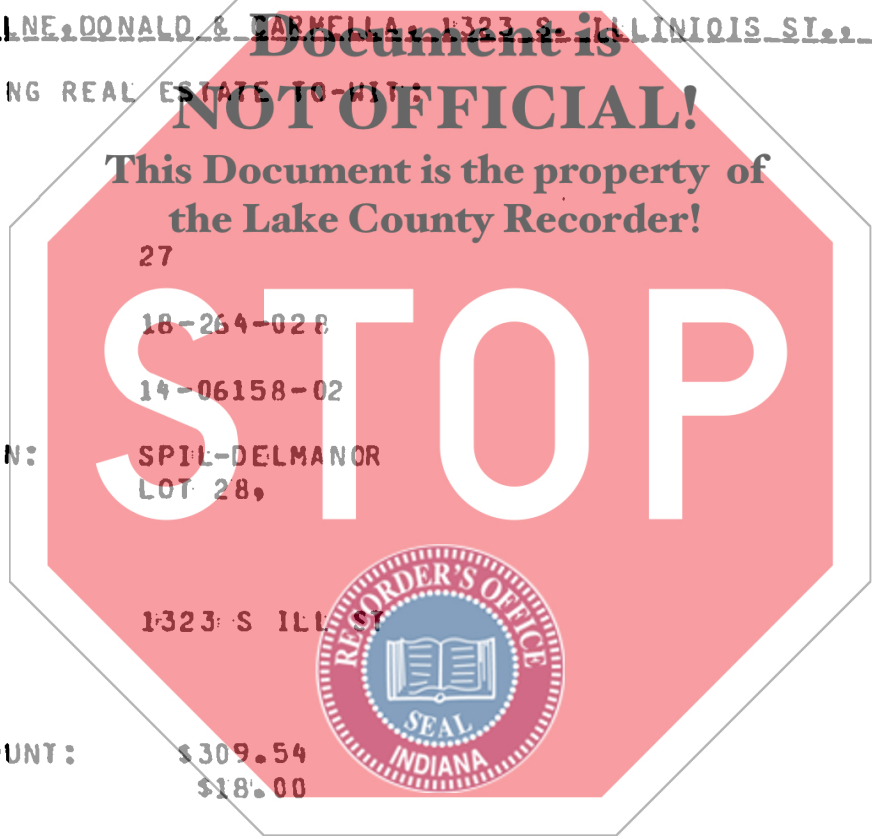 LNE,DONALD & CARMELLA, 1323 S. ILLINIOIS ST.,
Document is
NG REAL ESTATE TO-WIT:
NOT OFFICIAL!
This Document is the property of
the Lake County Recorder!
27
18-264-028
14-06158-02
N: SPIL-DELMANOR
LOT 28,
STOP
1323 S ILL ST
RECORDER'S OFFICE
SEAL
INDIANA
UNT: $309.54
$18.00